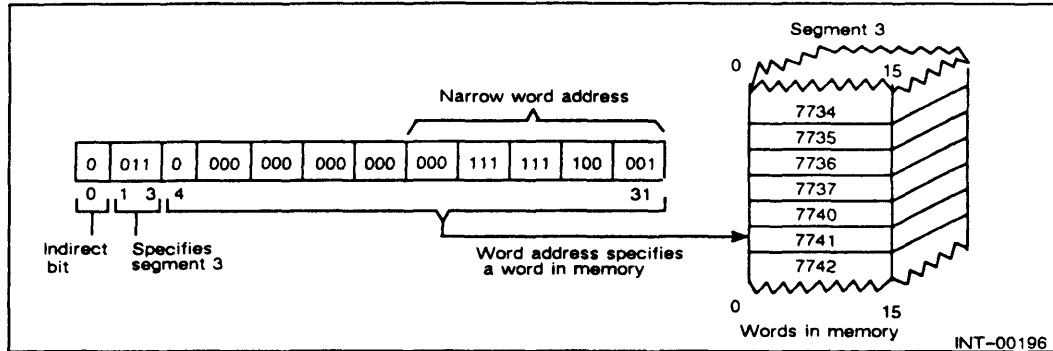 Segment 3
0
15
Narrow word address
0 011 0 000 000 000 000 000 111 111 100 001
0 1 3 4 31
Indirect bit
Specifies segment 3
Word address specifies a word in memory
7734
7735
7736
7737
7740
7741
7742
0 15
Words in memory
INT-00196